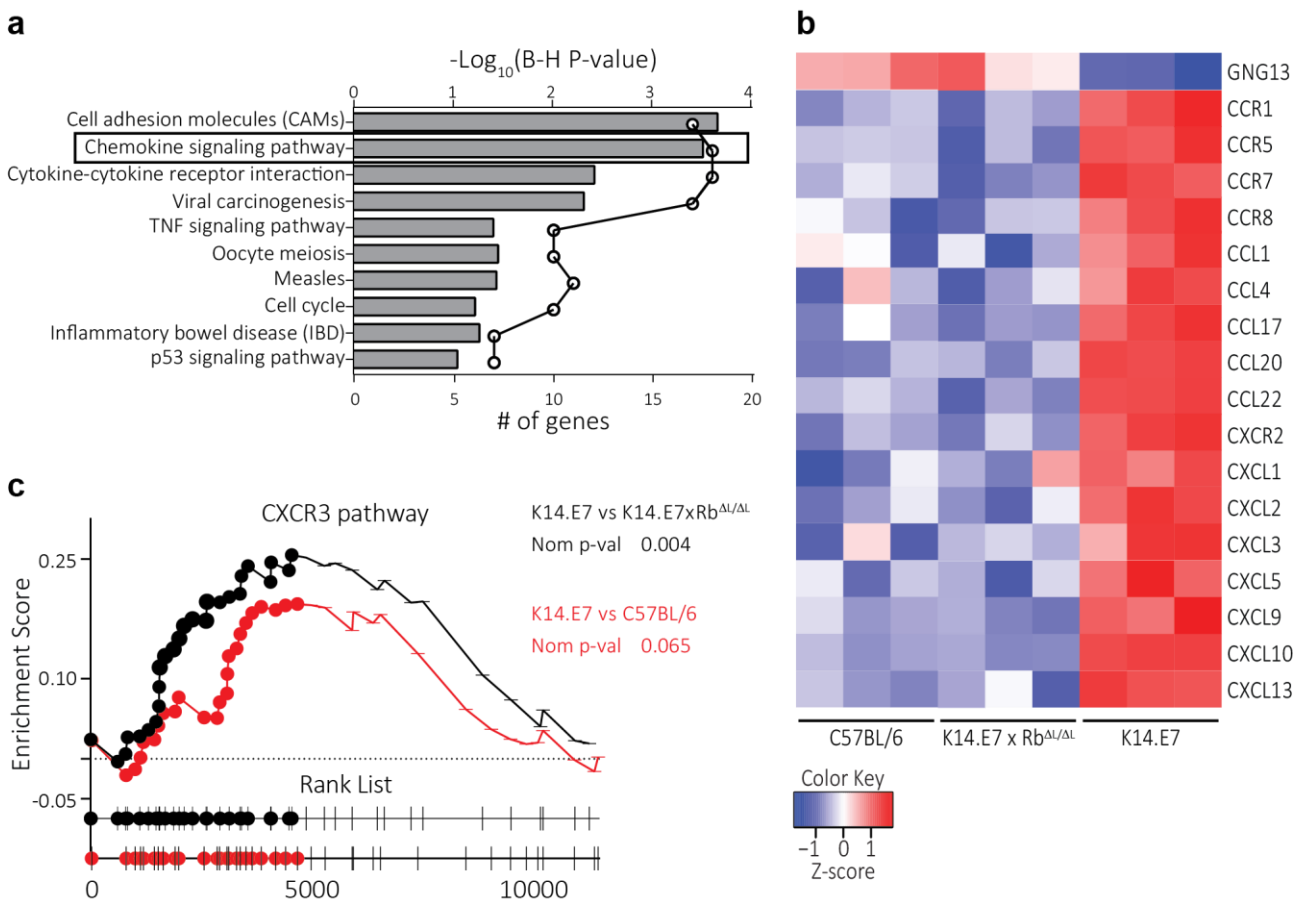 a
-Log10(B-H P-value)
0 1 2 3 4
Cell adhesion molecules (CAMs)
Chemokine signaling pathway
Cytokine-cytokine receptor interaction
Viral carcinogenesis
TNF signaling pathway
Oocyte meiosis
Measles
Cell cycle
Inflammatory bowel disease (IBD)
p53 signaling pathway
0 5 10 15 20
# of genes
b
GNG13
CCR1
CCR5
CCR7
CCR8
CCL1
CCL4
CCL17
CCL20
CCL22
CXCR2
CXCL1
CXCL2
CXCL3
CXCL5
CXCL9
CXCL10
CXCL13
C57BL/6 K14.E7 x RbΔL/ΔL K14.E7
Color Key
−1 0 1
Z-score
c
CXCR3 pathway
K14.E7 vs K14.E7xRbΔL/ΔL
Nom p-val 0.004
K14.E7 vs C57BL/6
Nom p-val 0.065
Enrichment Score
0.25
0.10
-0.05
Rank List
0 5000 10000